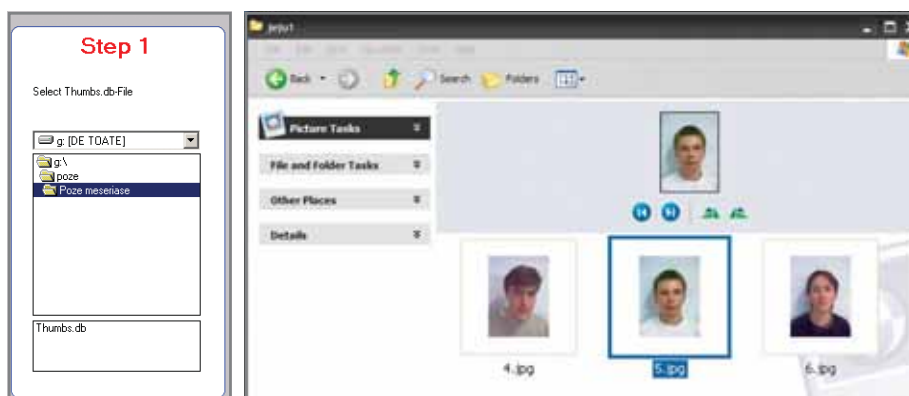 Step 1
Select Thumbs.db-File
g: [DE TOATE]
g:\
poze
Poze meseriase
Thumbs.db
jeju1
Back
Search
Folders
Picture Tasks
File and Folder Tasks
Other Places
Details
4.jpg
5.jpg
6.jpg